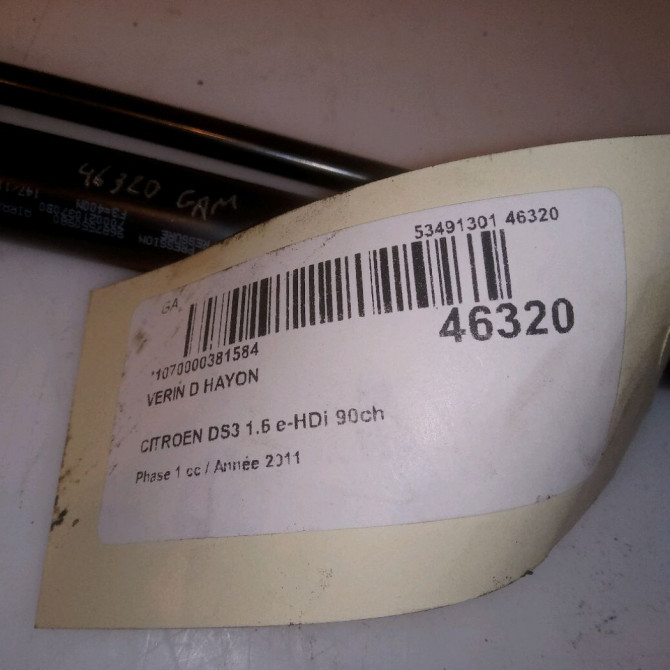 46320 GAM
53491301 46320
GA
46320
*1070000381584
VERIN D HAYON
CITROEN DS3 1.6 e-HDi 90ch
Phase 1 cc / Année 2011